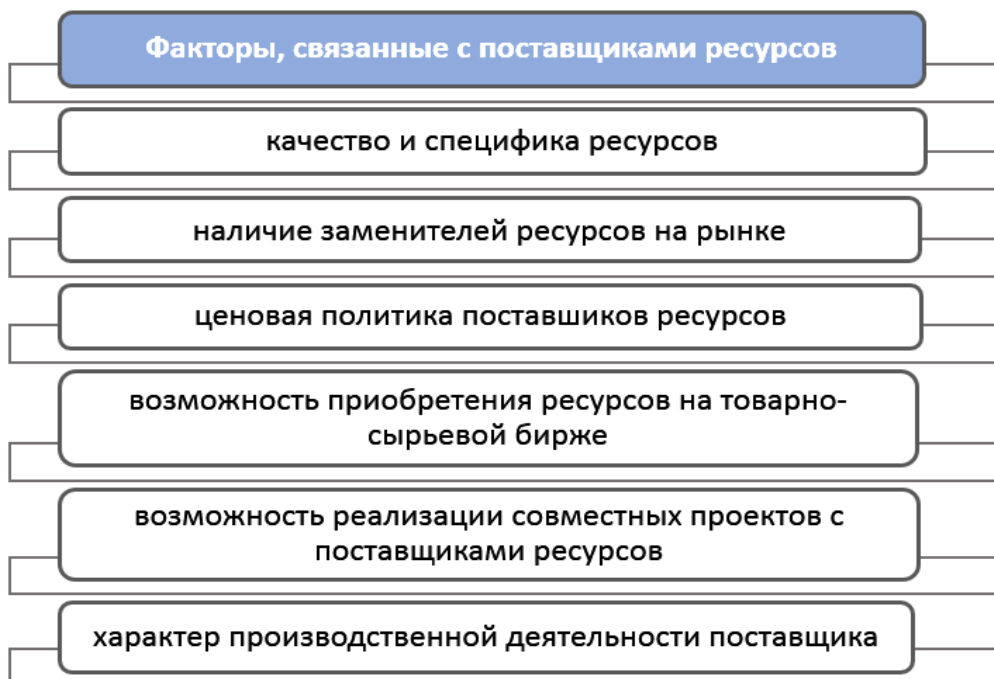 Факторы, связанные с поставщиками ресурсов
качество и специфика ресурсов
наличие заменителей ресурсов на рынке
ценовая политика поставшиков ресурсов
возможность приобретения ресурсов на товарно-
сырьевой бирже
возможность реализации совместных проектов с
поставщиками ресурсов
характер производственной деятельности поставщика